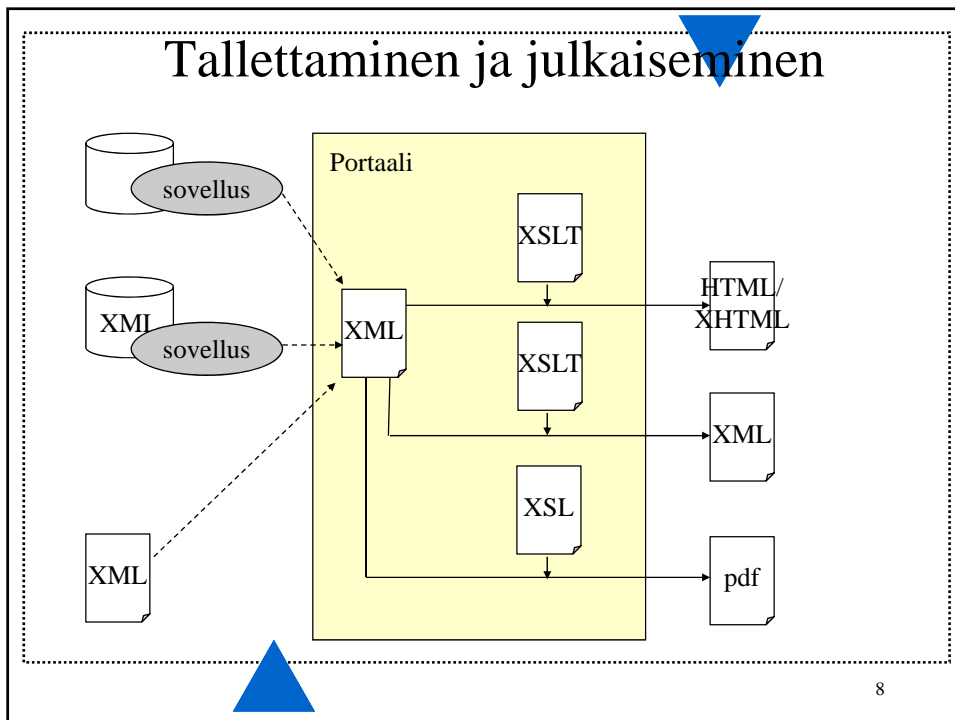 Tallettaminen ja julkaiseminen
Portaali
sovellus
XSLT
HTML/
XHTML
XML
sovellus
XML
XSLT
XML
XSL
XML
pdf
8